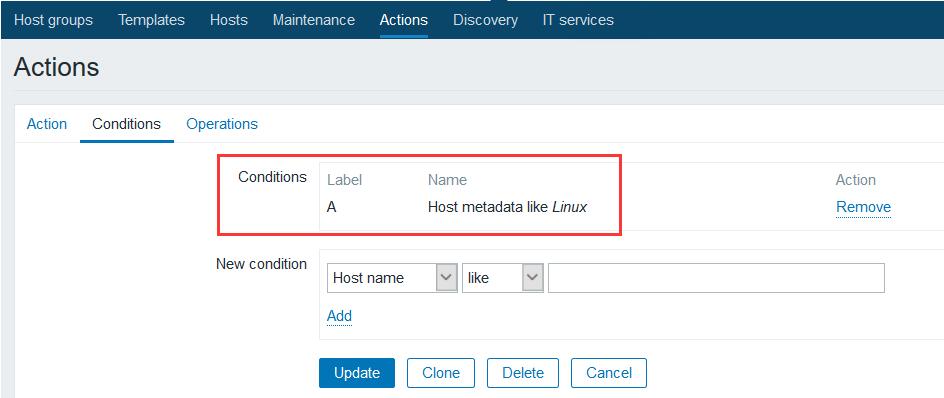 Host groups Templates Hosts Maintenance Actions Discovery IT services
Actions
Action Conditions Operations
Conditions Label Name Action
A Host metadata like Linux Remove
New condition
Host name like
Add
Update Clone Delete Cancel